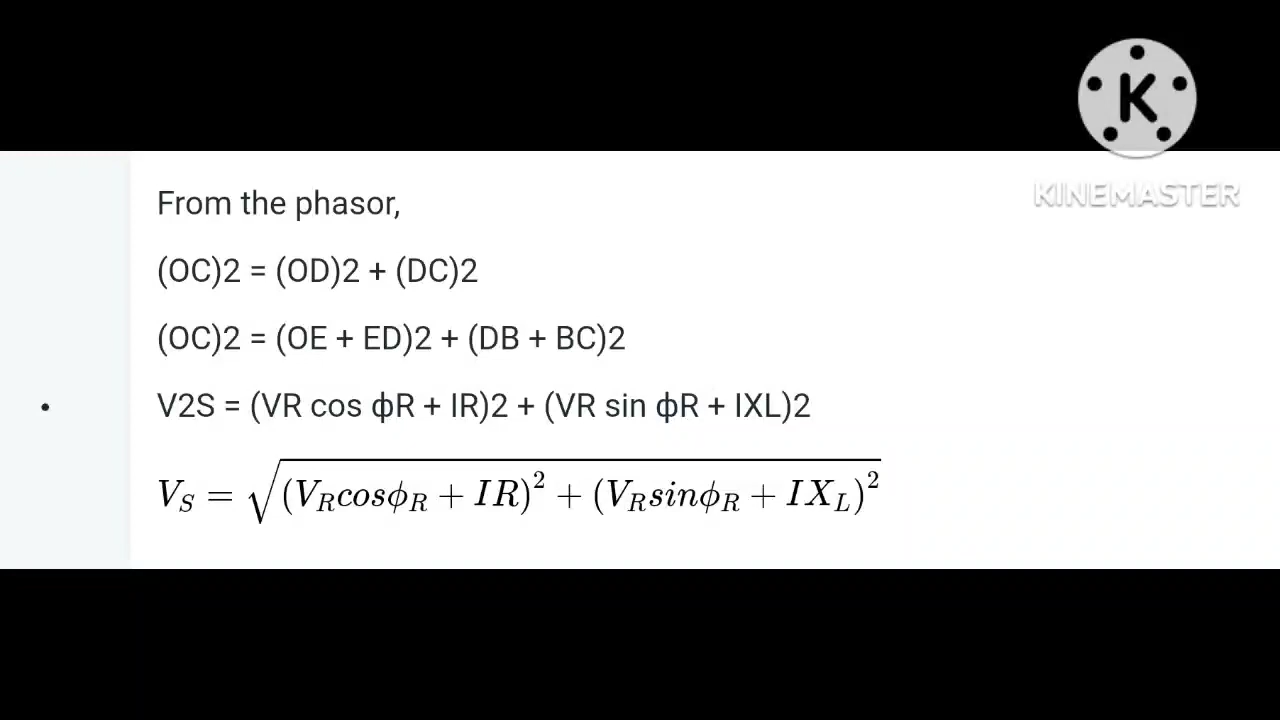 K
KINEMASTER
From the phasor,
(OC)2 = (OD)2 + (DC)2
(OC)2 = (OE + ED)2 + (DB + BC)2
V2S = (VR cos ϕR + IR)2 + (VR sin ϕR + IXL)2
V_S = √((V_R cosϕ_R + IR)² + (V_R sinϕ_R + IX_L)²)